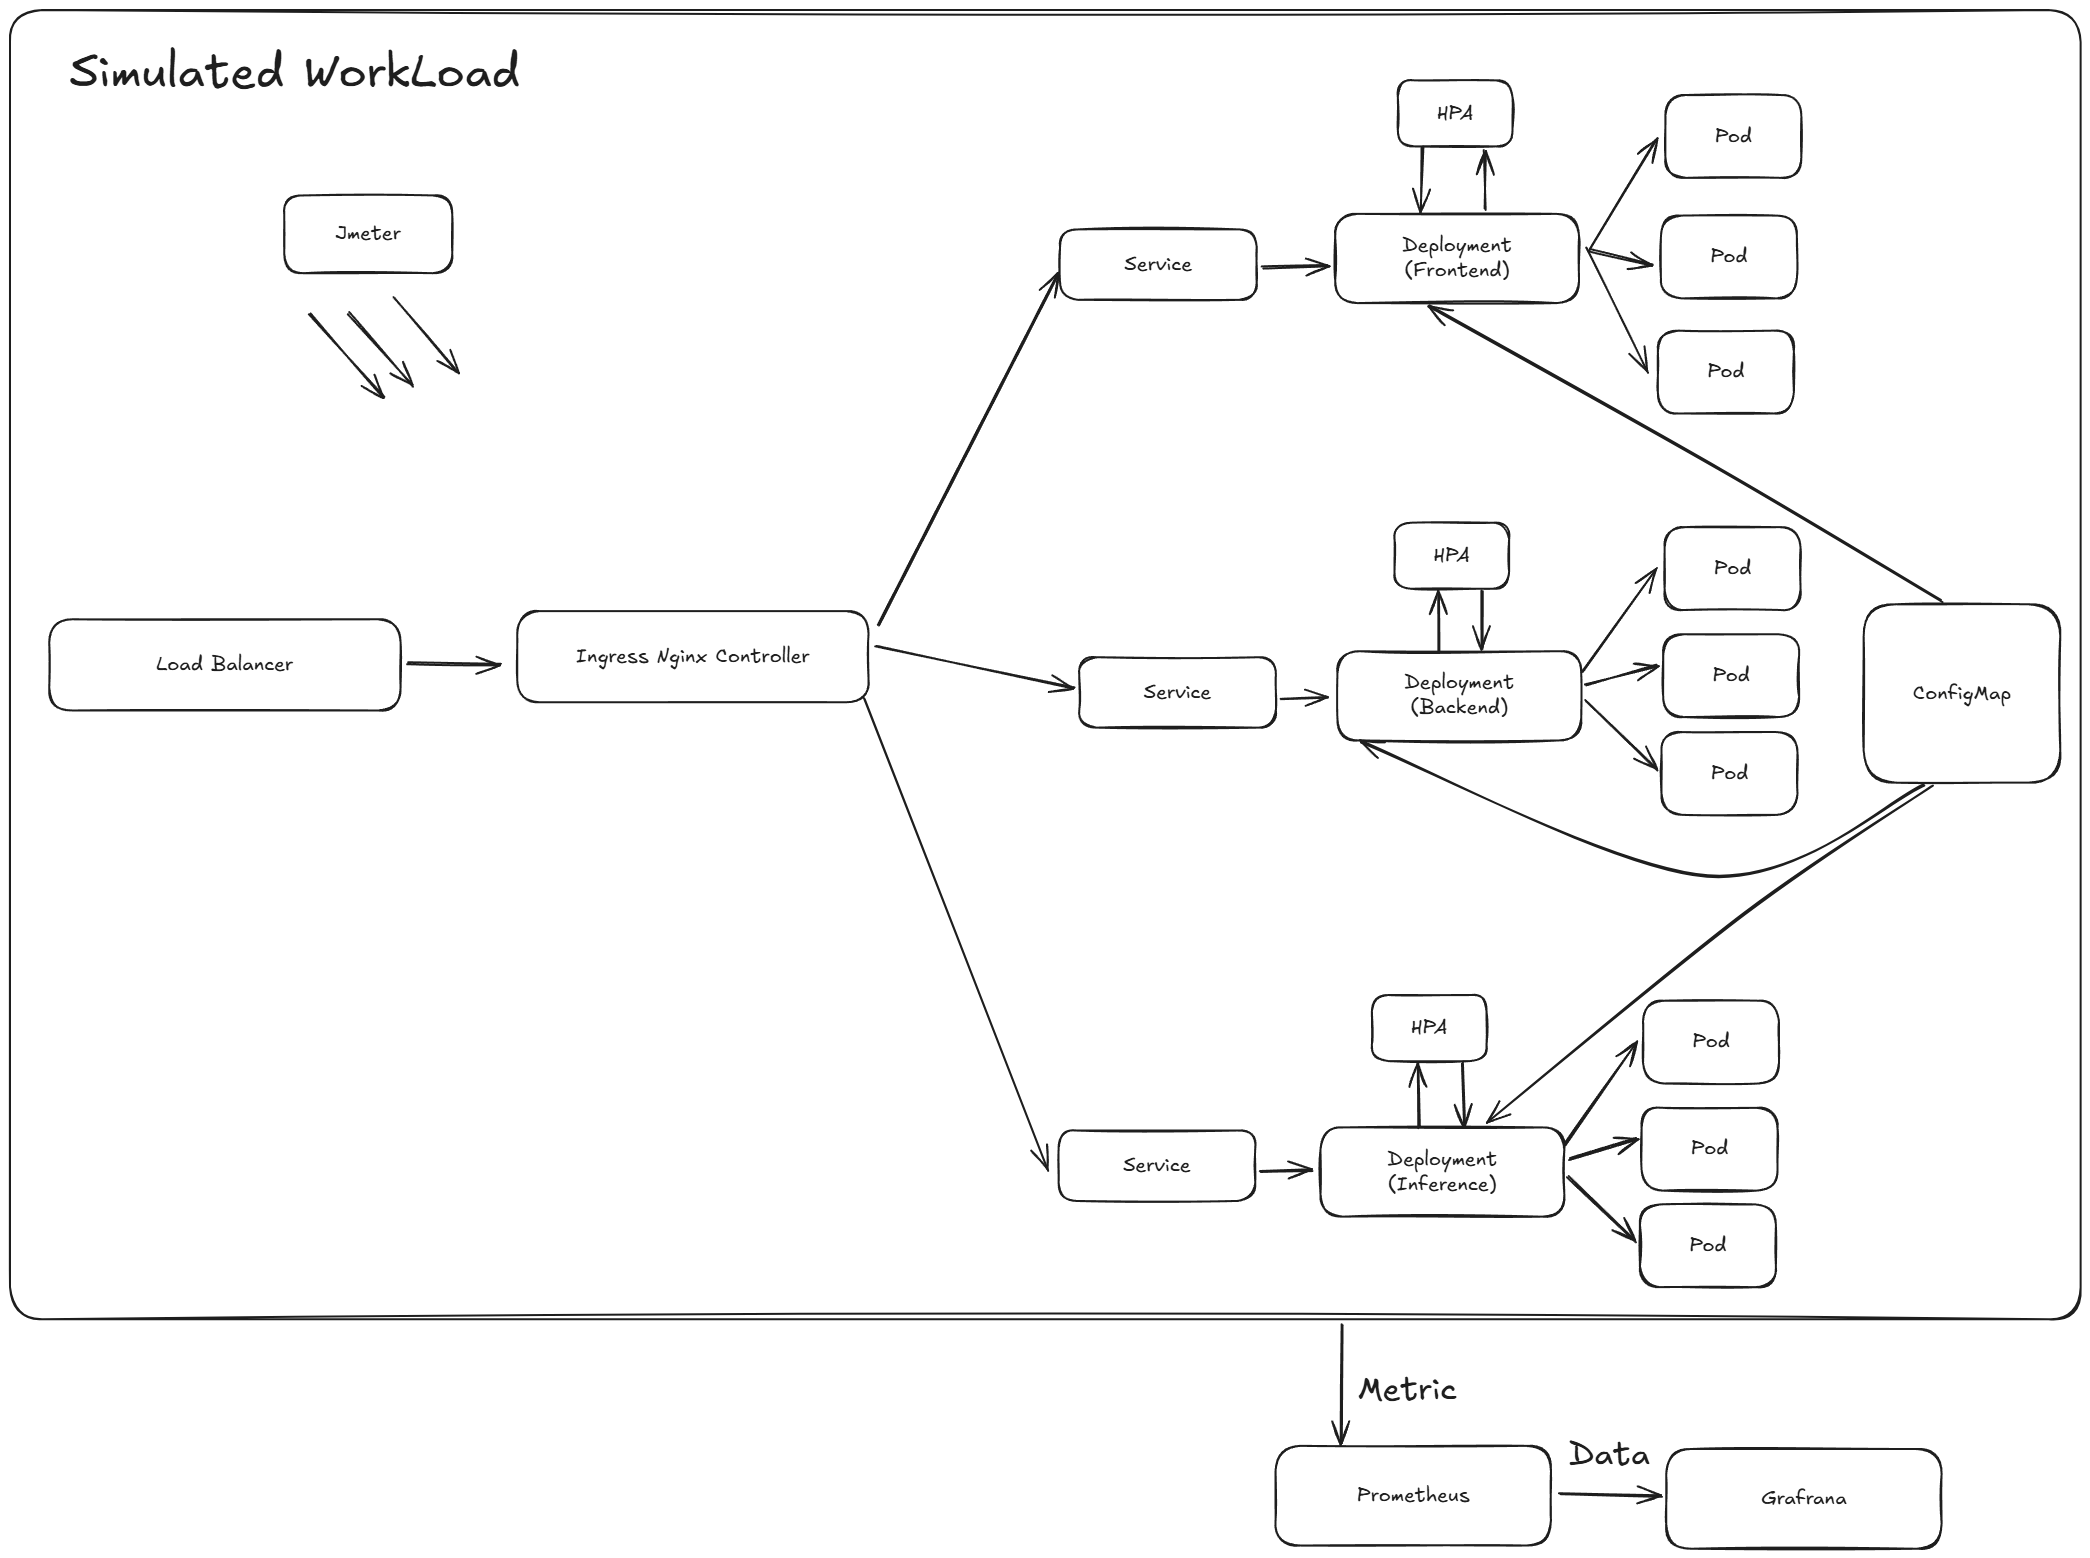 Simulated WorkLoad
Jmeter
Load Balancer
Ingress Nginx Controller
HPA
Service
Deployment
(Frontend)
Pod
Pod
Pod
HPA
Service
Deployment
(Backend)
Pod
Pod
Pod
ConfigMap
HPA
Service
Deployment
(Inference)
Pod
Pod
Pod
Metric
Prometheus
Data
Grafrana